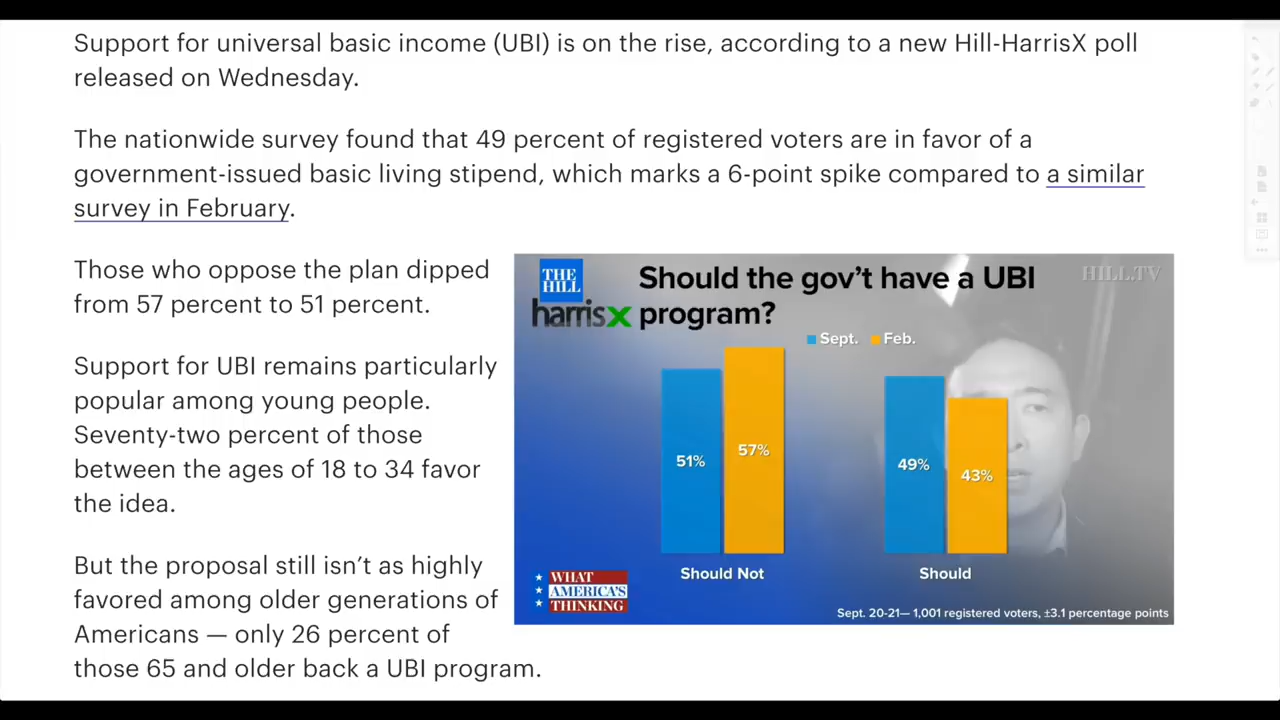 Support for universal basic income (UBI) is on the rise, according to a new Hill-HarrisX poll
released on Wednesday.
The nationwide survey found that 49 percent of registered voters are in favor of a
government-issued basic living stipend, which marks a 6-point spike compared to a similar
survey in February.
Those who oppose the plan dipped
from 57 percent to 51 percent.
Support for UBI remains particularly
popular among young people.
Seventy-two percent of those
between the ages of 18 to 34 favor
the idea.
But the proposal still isn’t as highly
favored among older generations of
Americans — only 26 percent of
those 65 and older back a UBI program.
THE
HILL
harrisx
Should the gov’t have a UBI
program?
HILL.TV
Sept. Feb.
51%
57%
49%
43%
Should Not
Should
WHAT
AMERICA'S
THINKING
Sept. 20-21— 1,001 registered voters, ±3.1 percentage points